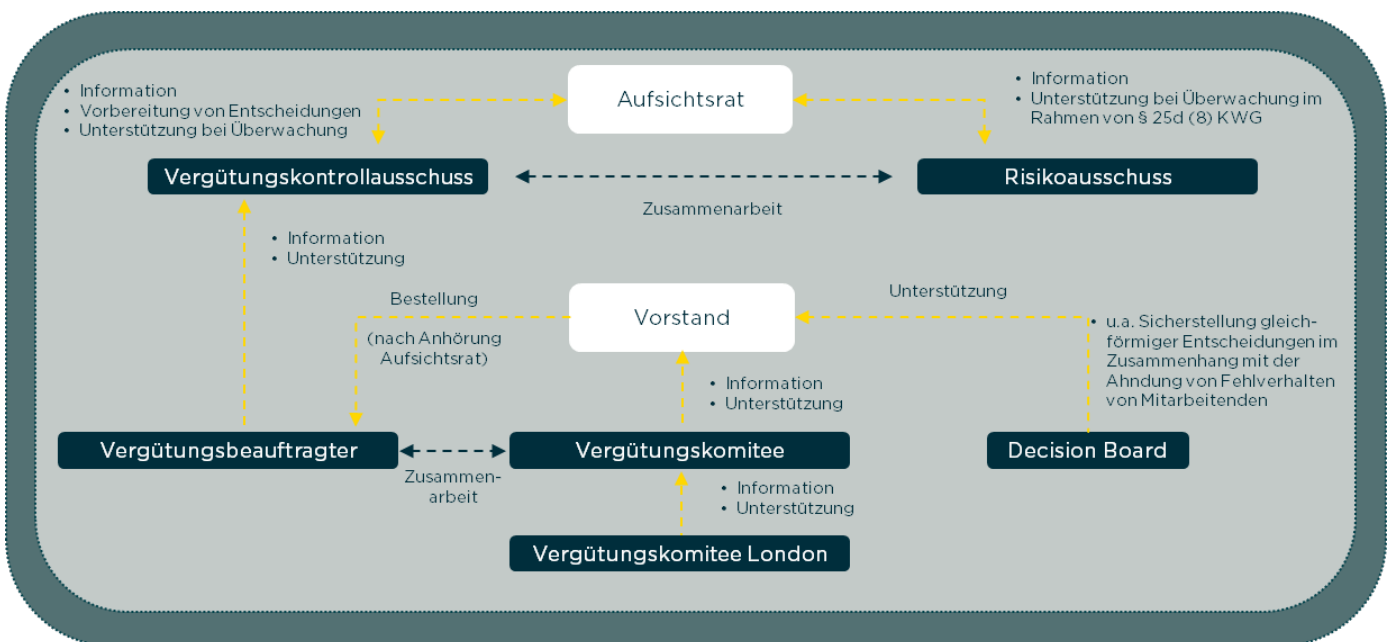 • Information
• Vorbereitung von Entscheidungen
• Unterstützung bei Überwachung
Aufsichtsrat
• Information
• Unterstützung bei Überwachung im
Rahmen von § 25d (8) KWG
Vergütungskontrollausschuss
Risikoausschuss
Zusammenarbeit
• Information
• Unterstützung
Bestellung
(nach Anhörung
Aufsichtsrat)
Vorstand
Unterstützung
• u.a. Sicherstellung gleich-
förmiger Entscheidungen im
Zusammenhang mit der
Ahndung von Fehlverhalten
von Mitarbeitenden
• Information
• Unterstützung
Vergütungsbeauftragter
Vergütungskomitee
Decision Board
Zusammen-
arbeit
• Information
• Unterstützung
Vergütungskomitee London